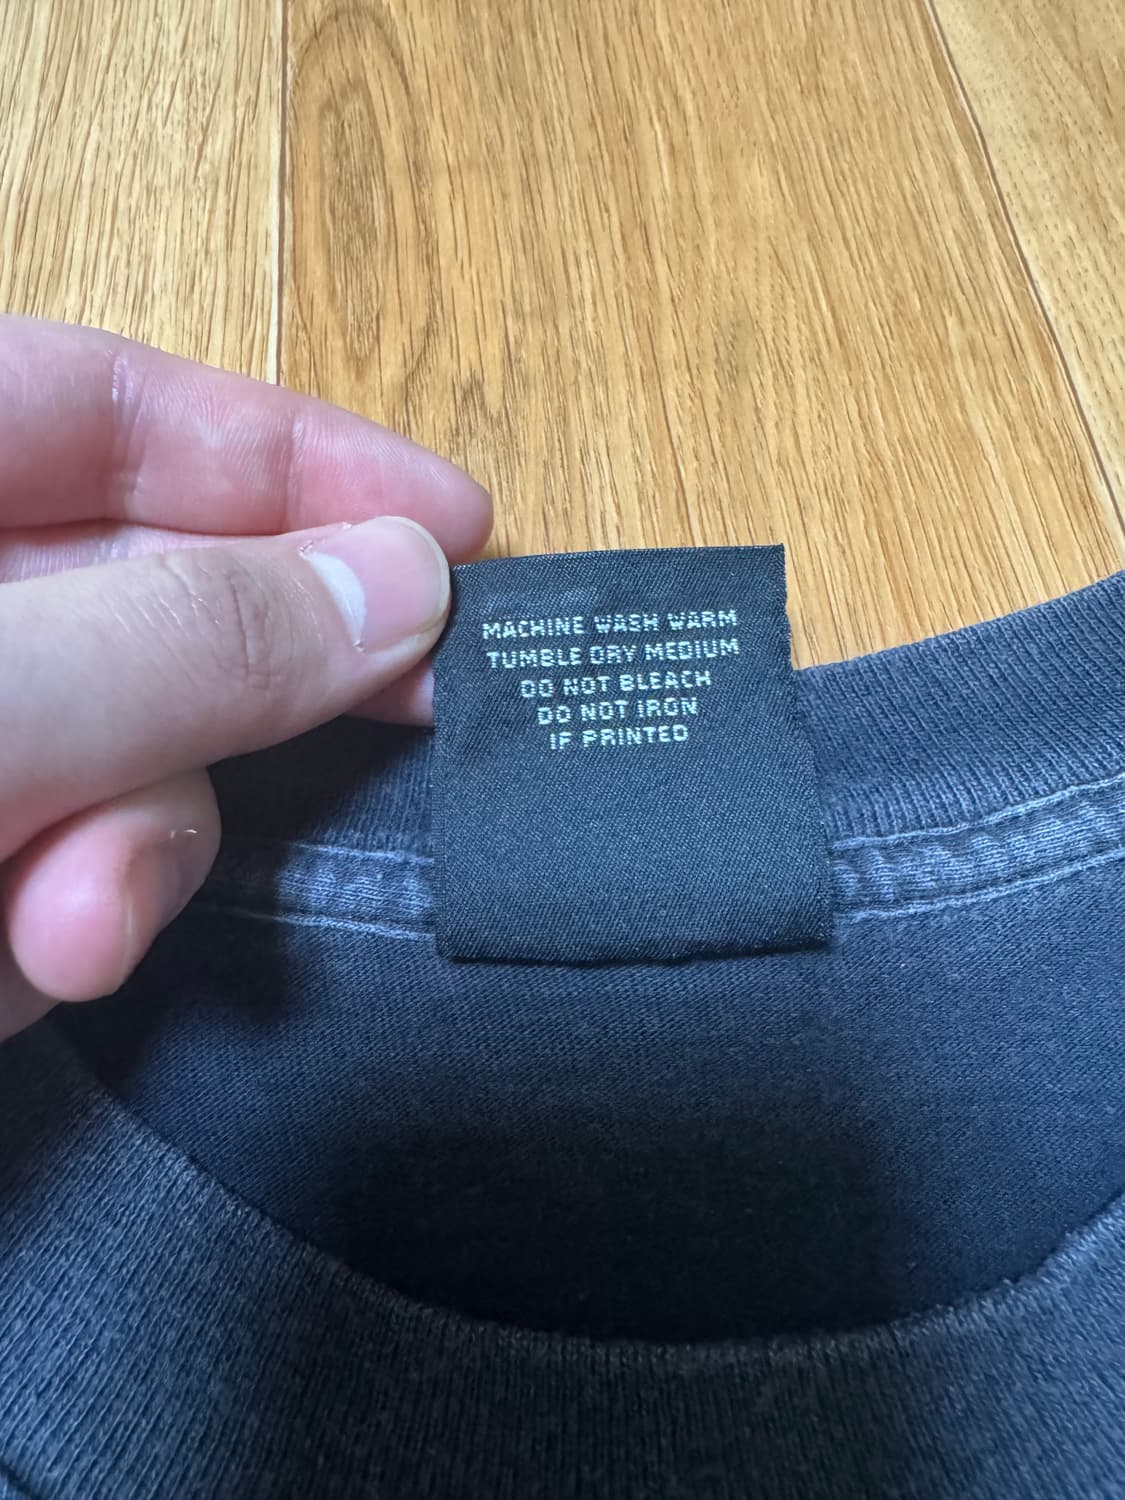 MACHINE WASH WARM
TUMBLE DRY MEDIUM
DO NOT BLEACH
DO NOT IRON
IF PRINTED